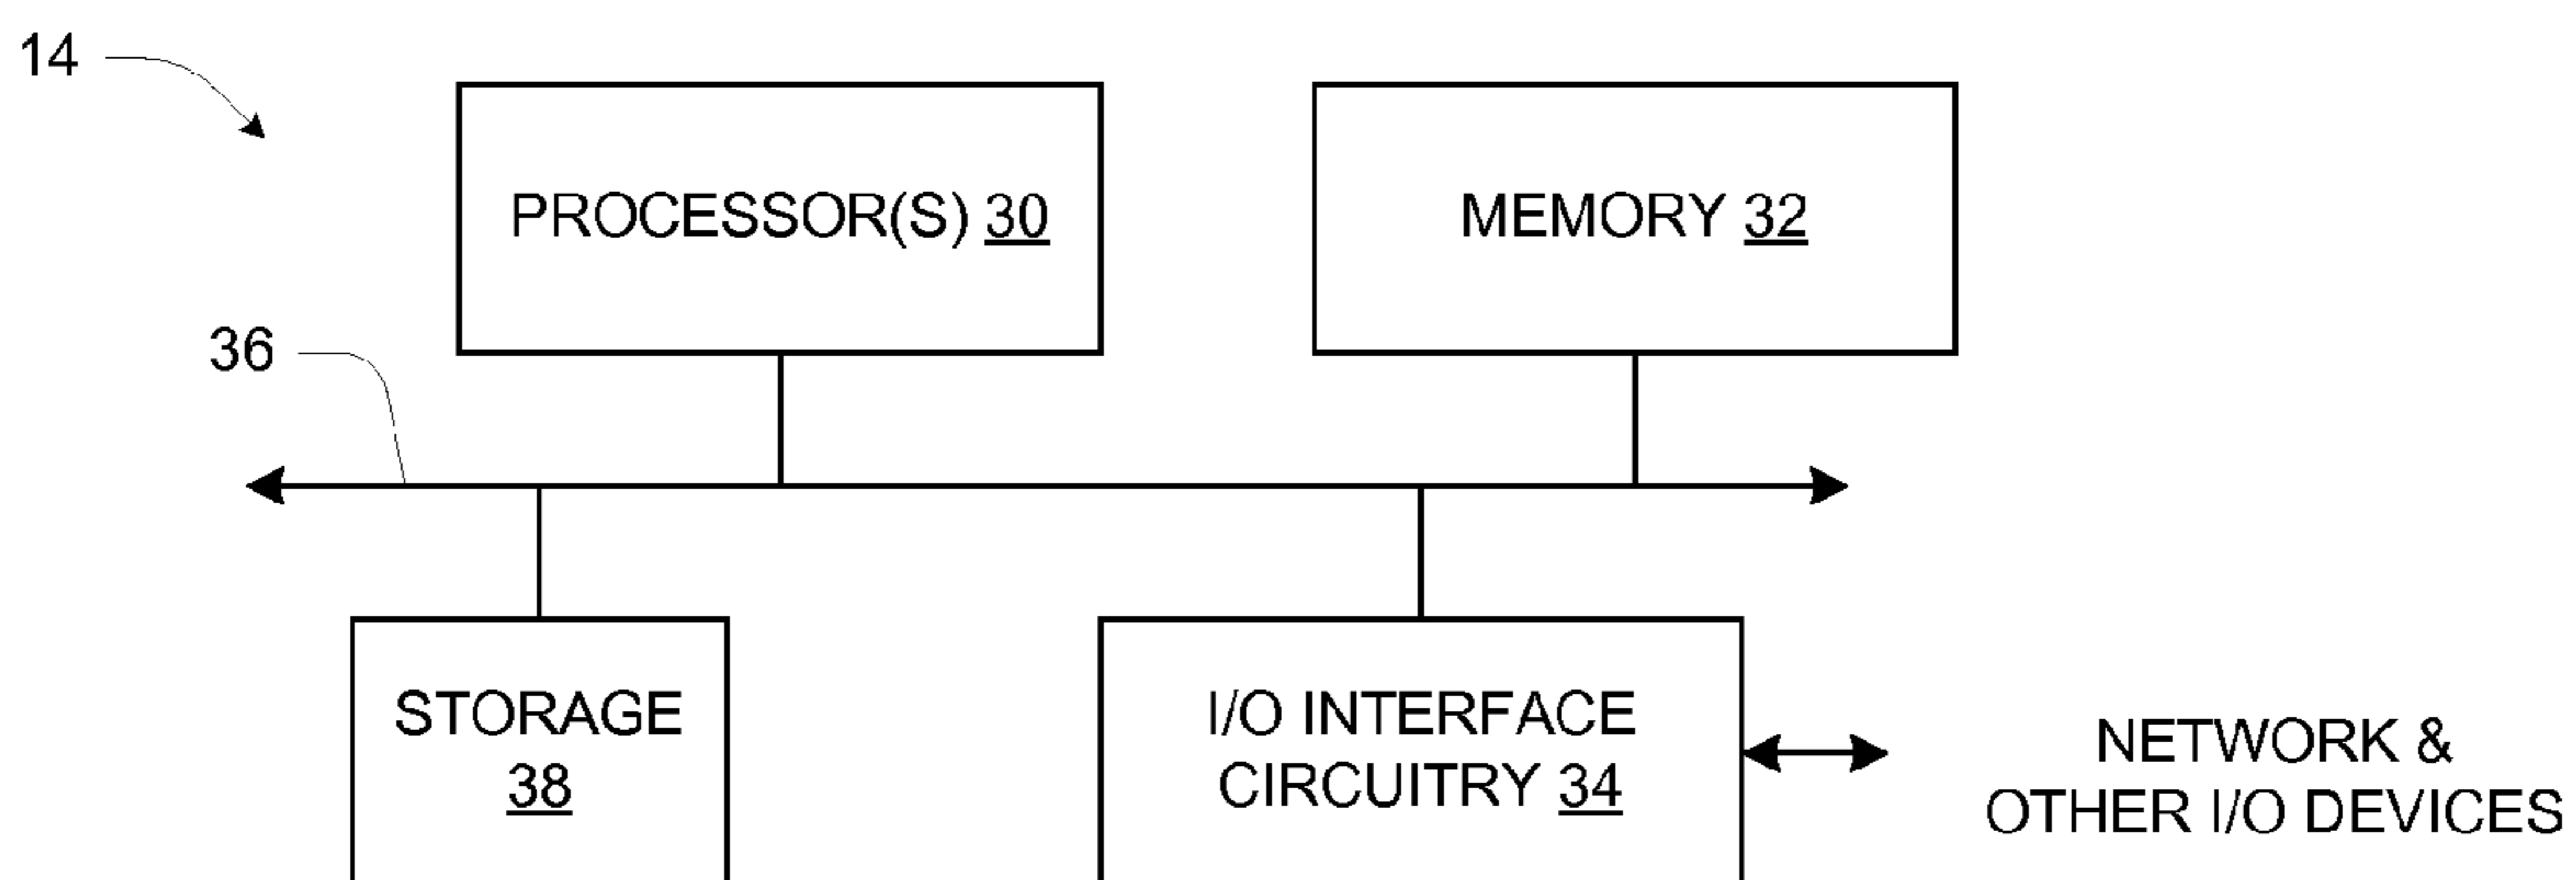 14
PROCESSOR(S) 30
MEMORY 32
36
STORAGE
38
I/O INTERFACE
CIRCUITRY 34
NETWORK &
OTHER I/O DEVICES